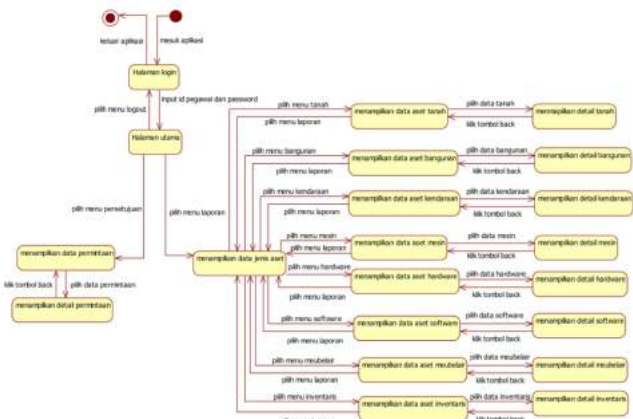 keluar aplikasi
masuk aplikasi
Halaman login
pilih menu logout
input id pegawai dan password
Halaman utama
pilih menu persetujuan
pilih menu laporan
menampilkan data permintaan
klik tombol back
pilih data permintaan
menampilkan detail permintaan
menampilkan data jenis aset
pilih menu tanah
pilih menu laporan
menampilkan data aset tanah
pilih data tanah
klik tombol back
menampilkan detail tanah
pilih menu bangunan
pilih menu laporan
menampilkan data aset bangunan
pilih data bangunan
klik tombol back
menampilkan detail bangunan
pilih menu kendaraan
pilih menu laporan
menampilkan data aset kendaraan
pilih data kendaraan
klik tombol back
menampilkan detail kendaraan
pilih menu mesin
pilih menu laporan
menampilkan data aset mesin
pilih data mesin
klik tombol back
menampilkan detail mesin
pilih menu hardware
pilih menu laporan
menampilkan data aset hardware
pilih data hardware
klik tombol back
menampilkan detail hardware
pilih menu software
pilih menu laporan
menampilkan data aset software
pilih data software
klik tombol back
menampilkan detail software
pilih menu meubelair
pilih menu laporan
menampilkan data aset meubelair
pilih data meubelair
klik tombol back
menampilkan detail meubelair
pilih menu inventaris
menampilkan data aset inventaris
pilih data inventaris
klik tombol back
menampilkan detail inventaris